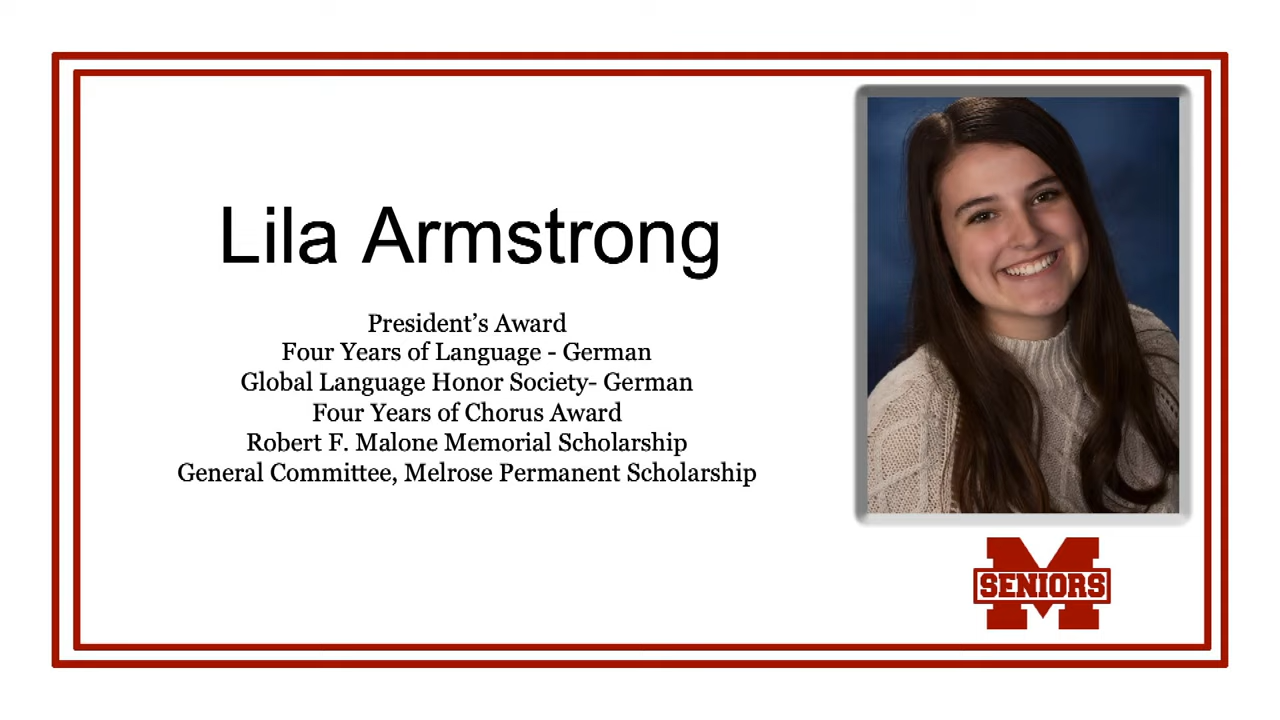 Lila Armstrong
President’s Award
Four Years of Language - German
Global Language Honor Society- German
Four Years of Chorus Award
Robert F. Malone Memorial Scholarship
General Committee, Melrose Permanent Scholarship
M
SENIORS